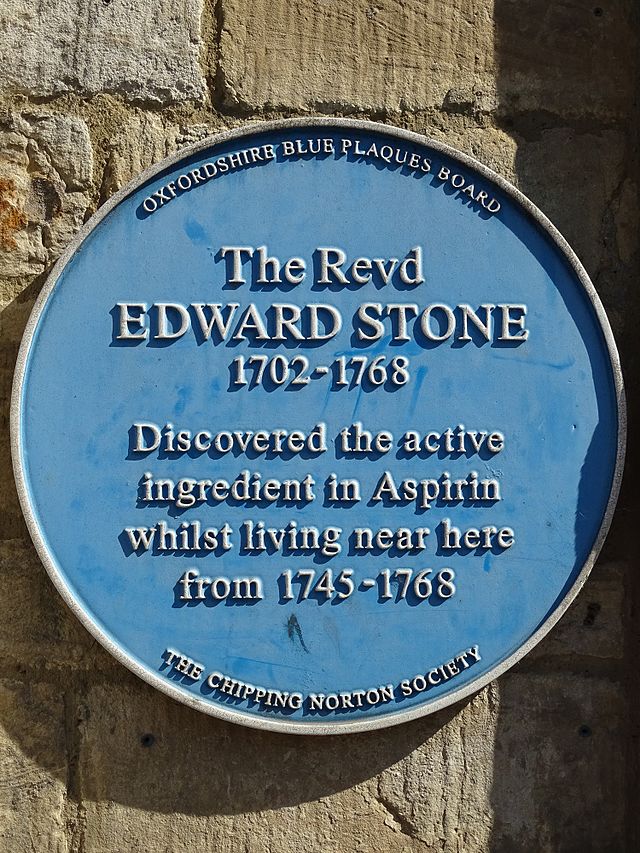 OXFORDSHIRE BLUE PLAQUES BOARD
The Revd
EDWARD STONE
1702-1768
Discovered the active
ingredient in Aspirin
whilst living near here
from 1745-1768
THE CHIPPING NORTON SOCIETY